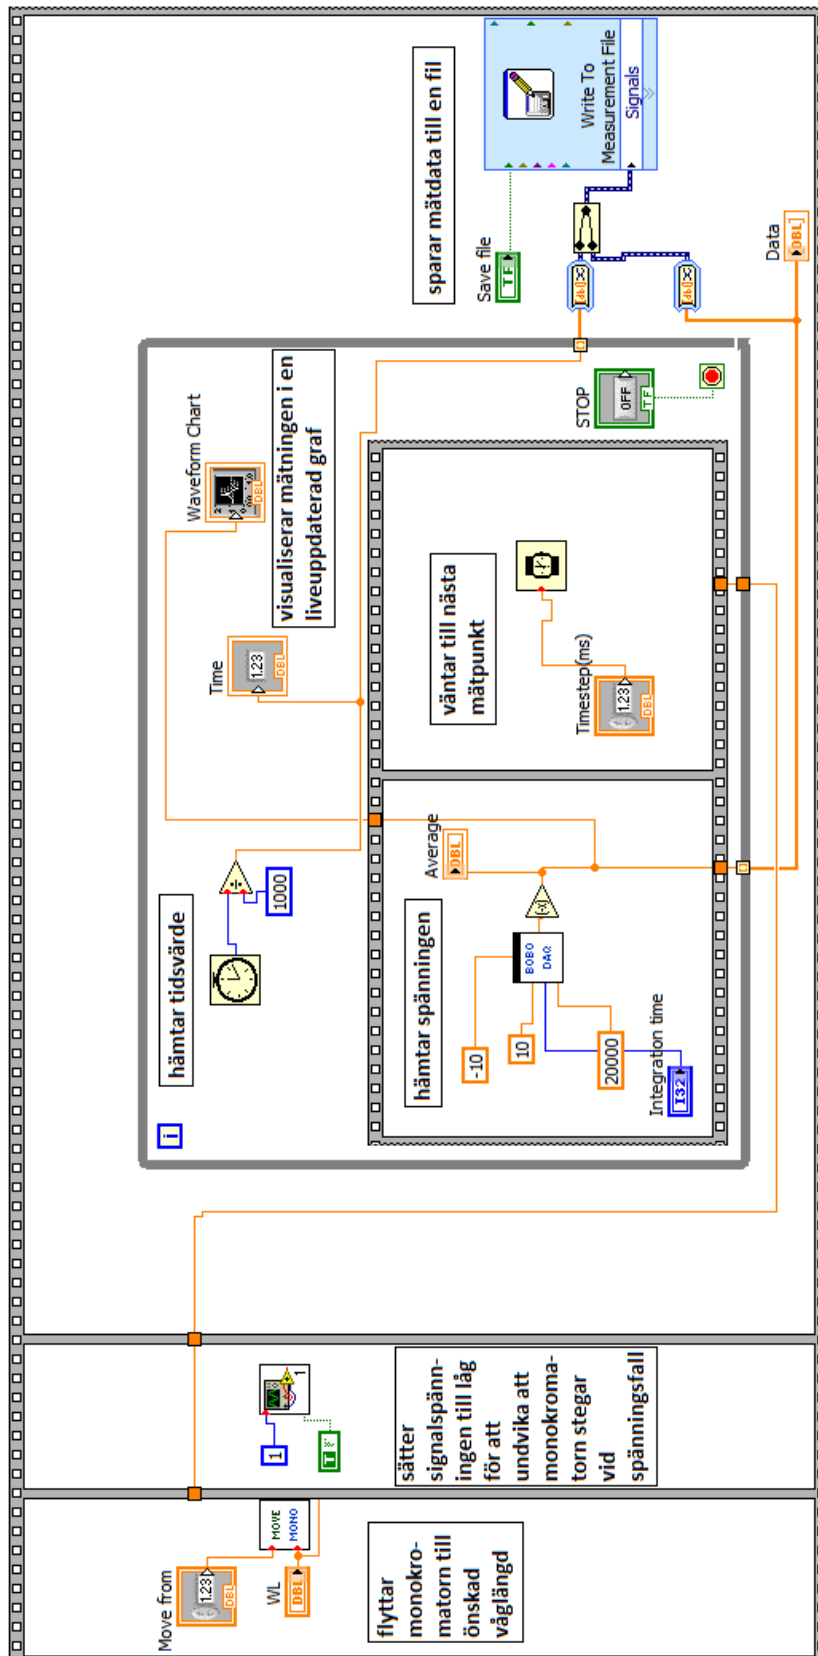 Move from
1.23
DBL
MOVE
MONO
WL
DBL
flyttar
monokro-
matorn till
önskad
våglängd
1
T
1
sätter
signalspänn-
ingen till låg
för att
undvika att
monokroma-
torn stegar
vid
spänningsfall
i
hämtar tidsvärde
1000
÷
Time
1.23
DBL
Waveform Chart
DBL
visualiserar mätningen i en
liveuppdaterad graf
hämtar spänningen
-10
10
20000
BOBO
DAQ
Integration time
I32
Average
DBL
väntar till nästa
mätpunkt
Timestep(ms)
1.23
DBL
STOP
OFF
TF
sparar mätdata till en fil
Save file
TF
Write To
Measurement File
Signals
Data
DBL]